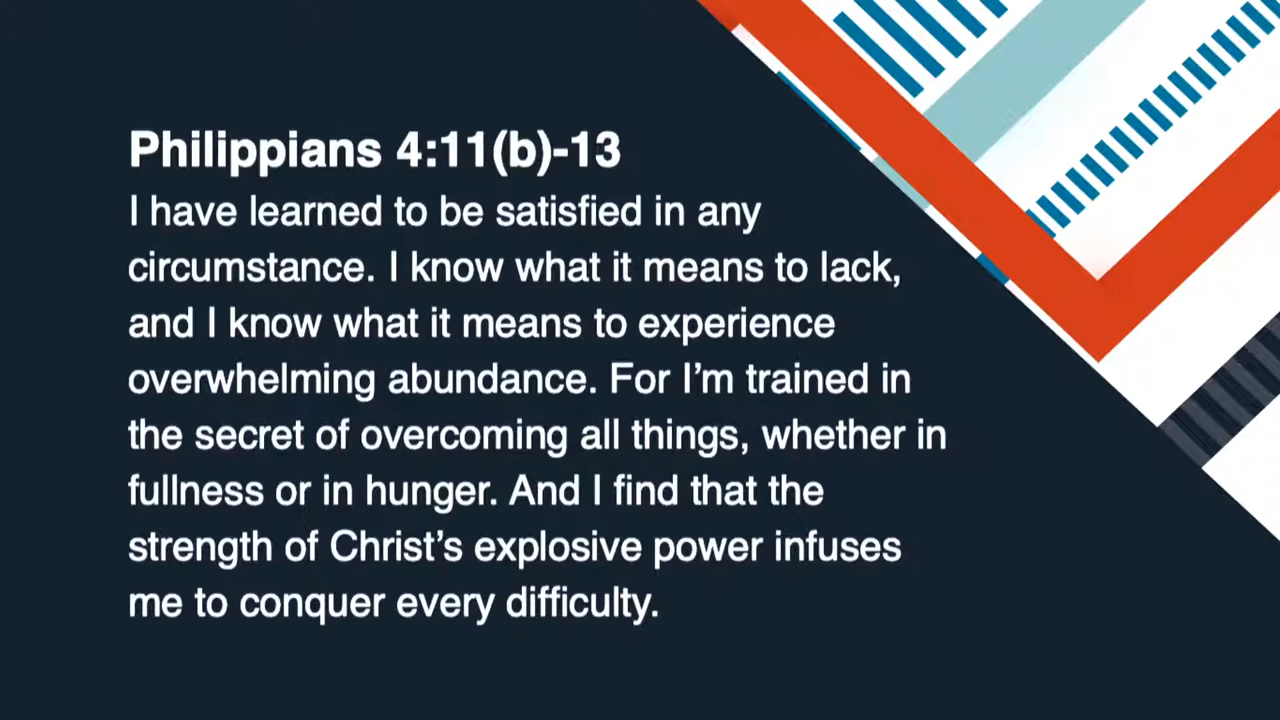 Philippians 4:11(b)-13
I have learned to be satisfied in any
circumstance. I know what it means to lack,
and I know what it means to experience
overwhelming abundance. For I’m trained in
the secret of overcoming all things, whether in
fullness or in hunger. And I find that the
strength of Christ’s explosive power infuses
me to conquer every difficulty.